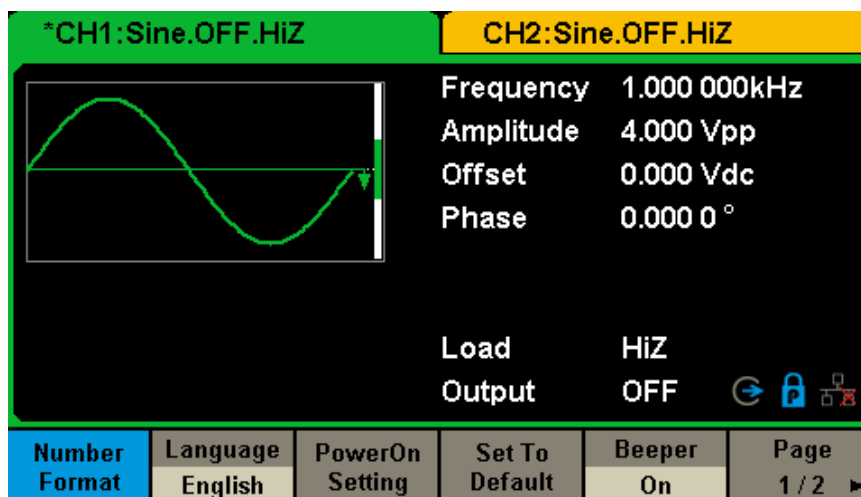 *CH1:Sine.OFF.HiZ CH2:Sine.OFF.HiZ
Frequency 1.000 000kHz
Amplitude 4.000 Vpp
Offset 0.000 Vdc
Phase 0.000 0 °
Load HiZ
Output OFF P
Number Format Language English PowerOn Setting Set To Default Beeper On Page 1/2